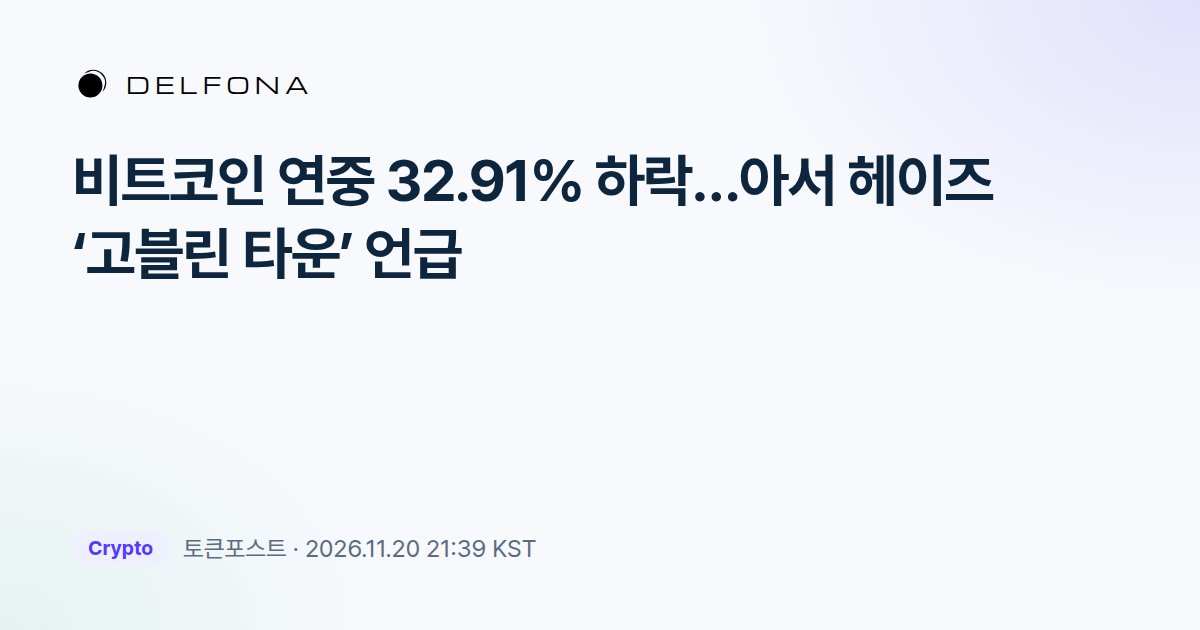 DELFONA
비트코인 연중 32.91% 하락...아서 헤이즈
‘고블린 타운’ 언급
Crypto 토큰포스트 · 2026.11.20 21:39 KST